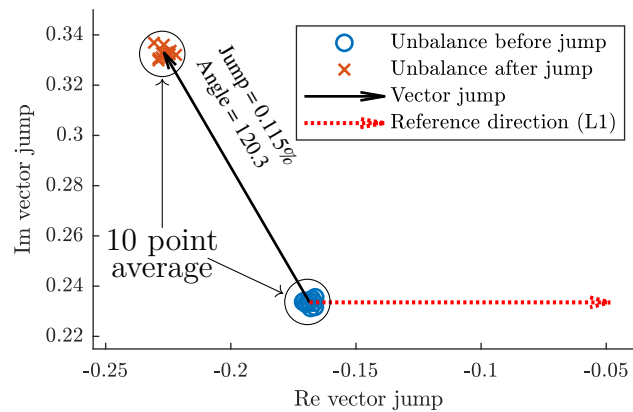 0.34
0.32
0.3
0.28
0.26
0.24
0.22
Im vector jump
Unbalance before jump
Unbalance after jump
Vector jump
Reference direction (L1)
Jump = 0.115%
Angle = 120.3
10 point
average
-0.25
-0.2
-0.15
-0.1
-0.05
Re vector jump